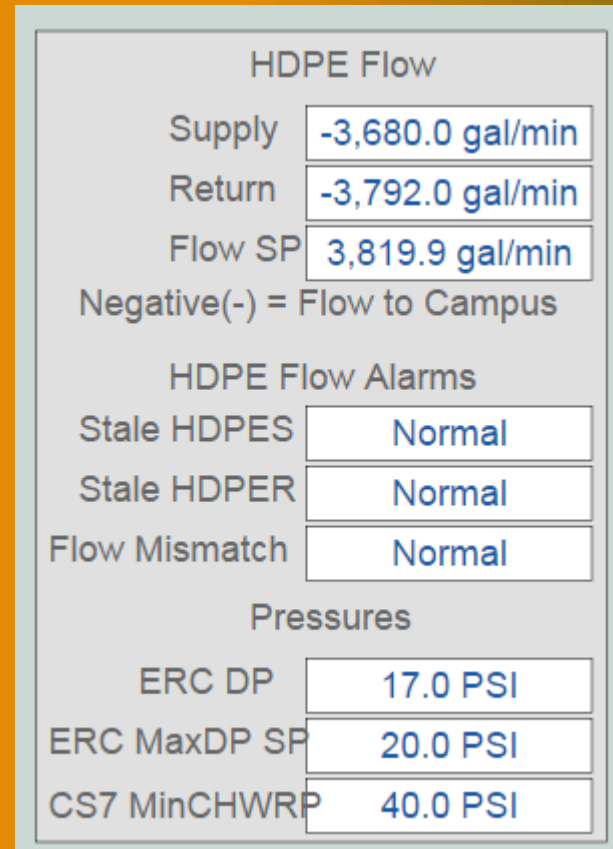 HDPE Flow
Supply -3,680.0 gal/min
Return -3,792.0 gal/min
Flow SP 3,819.9 gal/min
Negative(-) = Flow to Campus
HDPE Flow Alarms
Stale HDPES Normal
Stale HDPER Normal
Flow Mismatch Normal
Pressures
ERC DP 17.0 PSI
ERC MaxDP SP 20.0 PSI
CS7 MinCHWRP 40.0 PSI